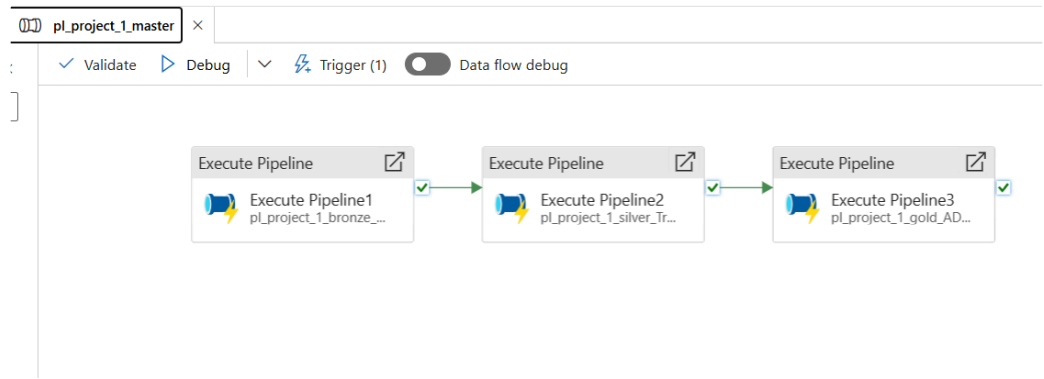 pl_project_1_master
Validate Debug Trigger (1) Data flow debug
Execute Pipeline Execute Pipeline Execute Pipeline
Execute Pipeline1 Execute Pipeline2 Execute Pipeline3
pl_project_1_bronze_... pl_project_1_silver_Tr... pl_project_1_gold_AD...